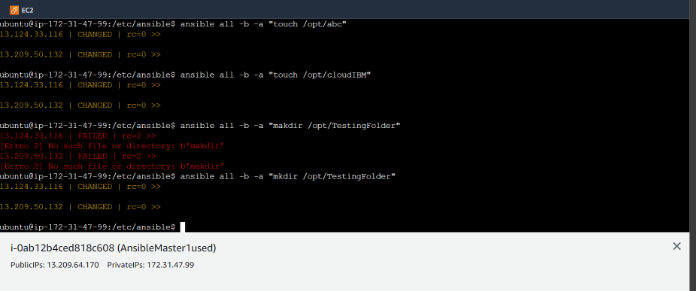 EC2
ubuntu@ip-172-31-47-99:/etc/ansible$ ansible all -b -a "touch /opt/abc"
13.124.33.116 | CHANGED | rc=0 >>
13.209.50.132 | CHANGED | rc=0 >>
ubuntu@ip-172-31-47-99:/etc/ansible$ ansible all -b -a "touch /opt/cloudIBM"
13.124.33.116 | CHANGED | rc=0 >>
13.209.50.132 | CHANGED | rc=0 >>
ubuntu@ip-172-31-47-99:/etc/ansible$ ansible all -b -a "makdir /opt/TestingFolder"
13.124.33.116 | FAILED | rc=2 >>
[Errno 2] No such file or directory: b'makdir'
13.209.50.132 | FAILED | rc=2 >>
[Errno 2] No such file or directory: b'makdir'
ubuntu@ip-172-31-47-99:/etc/ansible$ ansible all -b -a "mkdir /opt/TestingFolder"
13.124.33.116 | CHANGED | rc=0 >>
13.209.50.132 | CHANGED | rc=0 >>
ubuntu@ip-172-31-47-99:/etc/ansible$
i-0ab12b4ced818c608 (AnsibleMaster1used)
PublicIPs: 13.209.64.170 PrivateIPs: 172.31.47.99